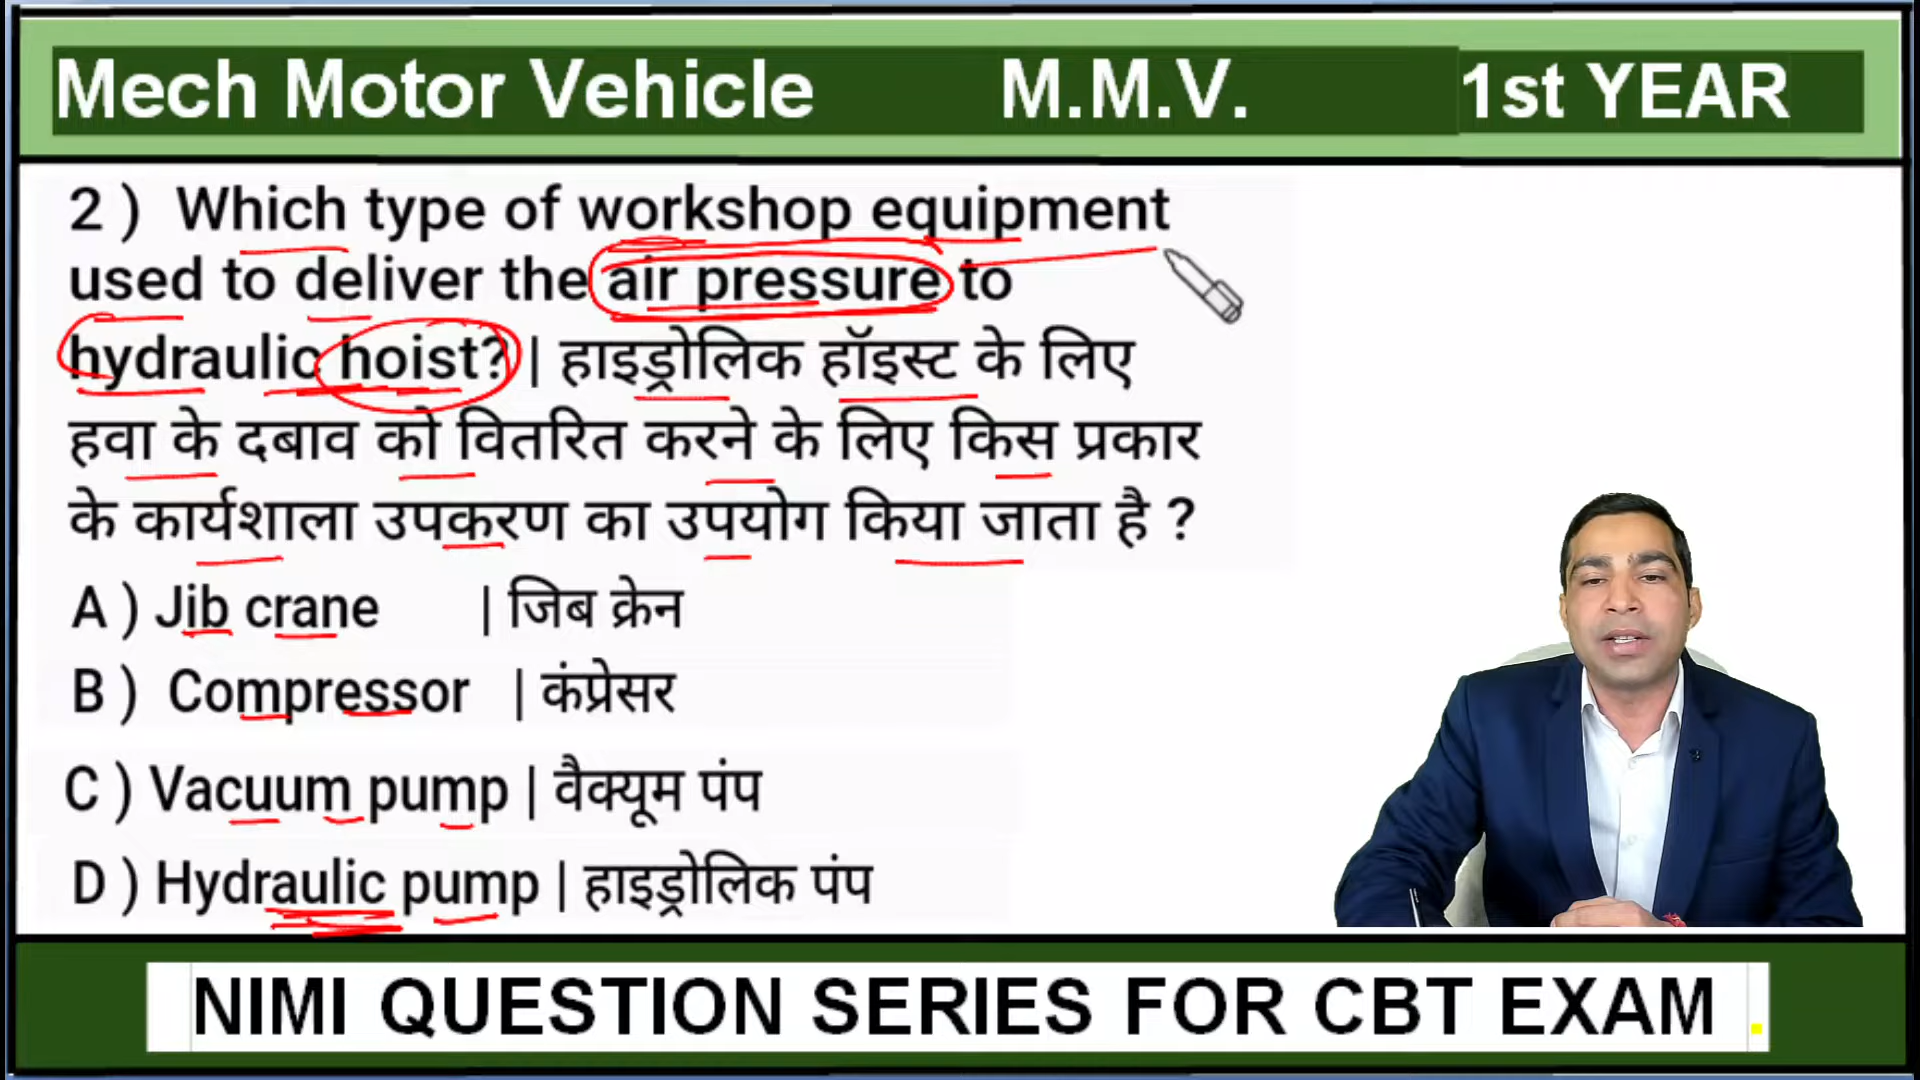 Mech Motor Vehicle M.M.V. 1st YEAR
2 ) Which type of workshop equipment
used to deliver the air pressure to
hydraulic hoist? | हाइड्रोलिक हॉइस्ट के लिए
हवा के दबाव को वितरित करने के लिए किस प्रकार
के कार्यशाला उपकरण का उपयोग किया जाता है ?
A ) Jib crane | जिब क्रेन
B ) Compressor | कंप्रेसर
C ) Vacuum pump | वैक्यूम पंप
D ) Hydraulic pump | हाइड्रोलिक पंप
NIMI QUESTION SERIES FOR CBT EXAM .